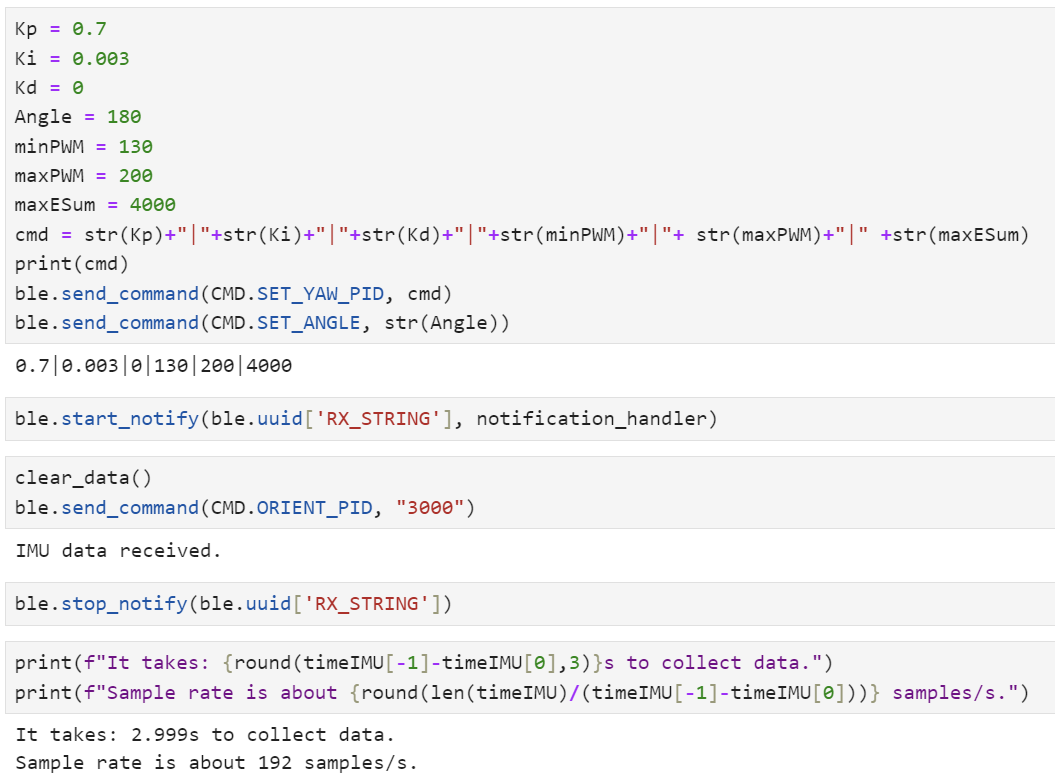 Kp = 0.7
Ki = 0.003
Kd = 0
Angle = 180
minPWM = 130
maxPWM = 200
maxESum = 4000
cmd = str(Kp)+"|"+str(Ki)+"|"+str(Kd)+"|"+str(minPWM)+"|"+ str(maxPWM)+"|" +str(maxESum)
print(cmd)
ble.send_command(CMD.SET_YAW_PID, cmd)
ble.send_command(CMD.SET_ANGLE, str(Angle))
0.7|0.003|0|130|200|4000
ble.start_notify(ble.uuid['RX_STRING'], notification_handler)
clear_data()
ble.send_command(CMD.ORIENT_PID, "3000")
IMU data received.
ble.stop_notify(ble.uuid['RX_STRING'])
print(f"It takes: {round(timeIMU[-1]-timeIMU[0],3)}s to collect data.")
print(f"Sample rate is about {round(len(timeIMU)/(timeIMU[-1]-timeIMU[0]))} samples/s.")
It takes: 2.999s to collect data.
Sample rate is about 192 samples/s.